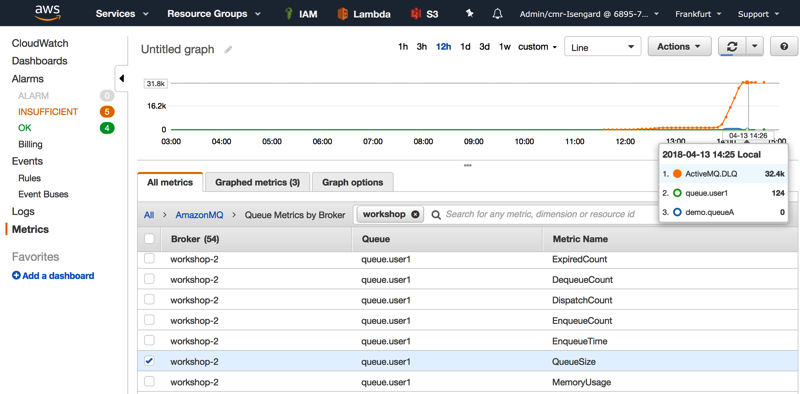 aws
Services
Resource Groups
IAM
Lambda
S3
Admin/cmr-Isengard @ 6895-7...
Frankfurt
Support
CloudWatch
Dashboards
Alarms
ALARM 0
INSUFFICIENT 5
OK 4
Billing
Events
Rules
Event Buses
Logs
Metrics
Favorites
Add a dashboard
Untitled graph
1h 3h 12h 1d 3d 1w custom
Line
Actions
?
31.8k
16.2k
0
03:00 04:00 05:00 06:00 07:00 08:00 09:00 10:00 11:00 12:00 13:00 14:00 15:00
04-13 14:26
2018-04-13 14:25 Local
1. ActiveMQ.DLQ 32.4k
2. queue.user1 124
3. demo.queueA 0
All metrics
Graphed metrics (3)
Graph options
All > AmazonMQ > Queue Metrics by Broker
workshop
Search for any metric, dimension or resource id
Broker (54) Queue Metric Name
workshop-2 queue.user1 ExpiredCount
workshop-2 queue.user1 DequeueCount
workshop-2 queue.user1 DispatchCount
workshop-2 queue.user1 EnqueueCount
workshop-2 queue.user1 EnqueueTime
workshop-2 queue.user1 QueueSize
workshop-2 queue.user1 MemoryUsage